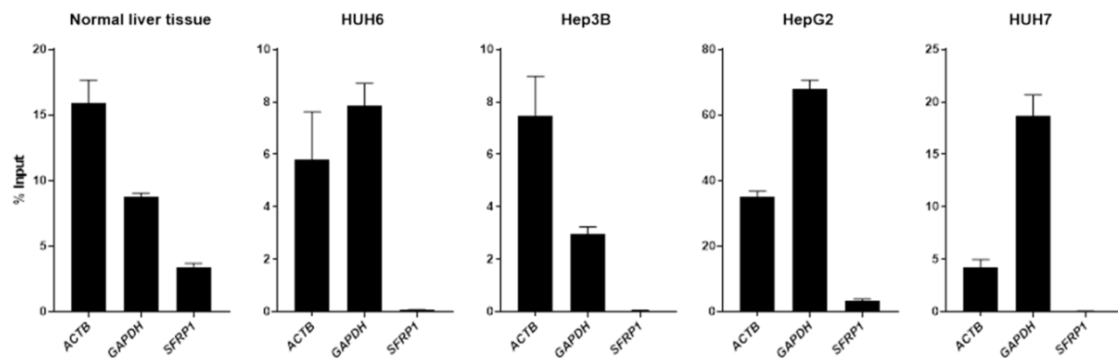 Normal liver tissue
HUH6
Hep3B
HepG2
HUH7
% Input
20
15
10
5
0
ACTB
GAPDH
SFRP1
10
8
6
4
2
0
ACTB
GAPDH
SFRP1
10
8
6
4
2
0
ACTB
GAPDH
SFRP1
80
60
40
20
0
ACTB
GAPDH
SFRP1
25
20
15
10
5
0
ACTB
GAPDH
SFRP1